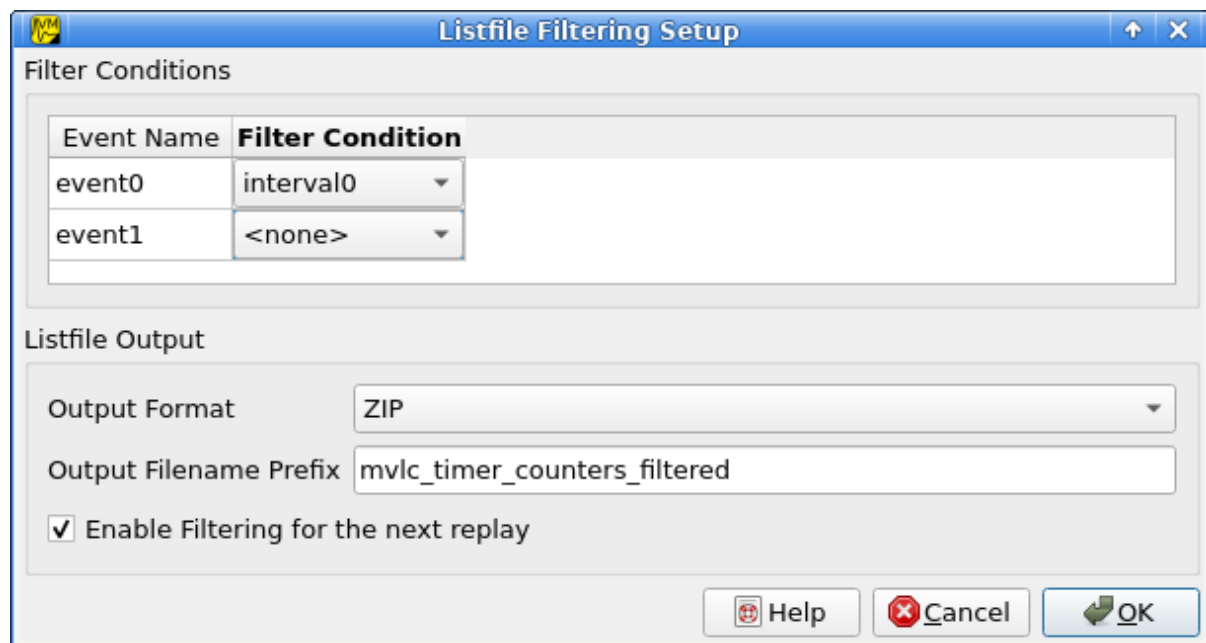 Listfile Filtering Setup
Filter Conditions
Event Name Filter Condition
event0 interval0
event1 <none>
Listfile Output
Output Format ZIP
Output Filename Prefix mvlc_timer_counters_filtered
Enable Filtering for the next replay
Help Cancel OK